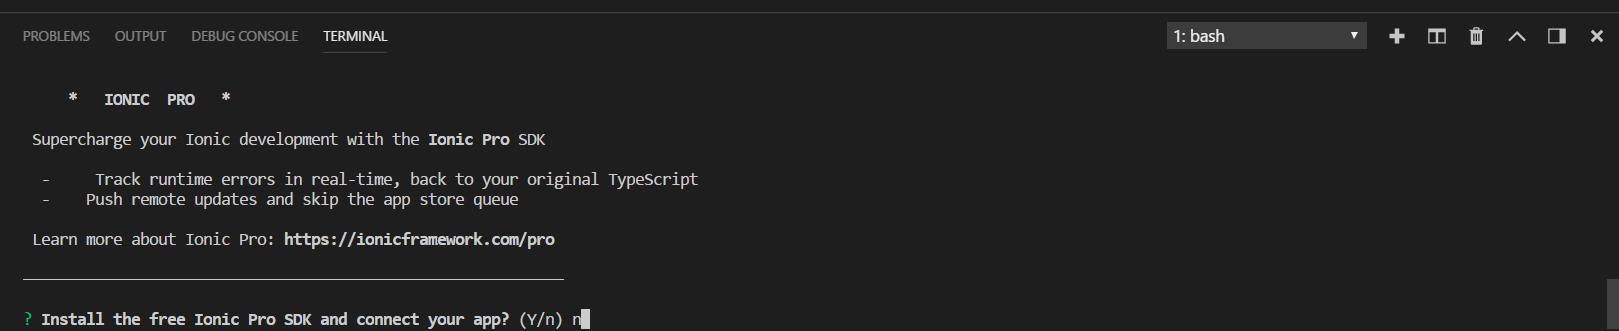 PROBLEMS OUTPUT DEBUG CONSOLE TERMINAL 1: bash
* IONIC PRO *
Supercharge your Ionic development with the Ionic Pro SDK
- Track runtime errors in real-time, back to your original TypeScript
- Push remote updates and skip the app store queue
Learn more about Ionic Pro: https://ionicframework.com/pro
? Install the free Ionic Pro SDK and connect your app? (Y/n) n